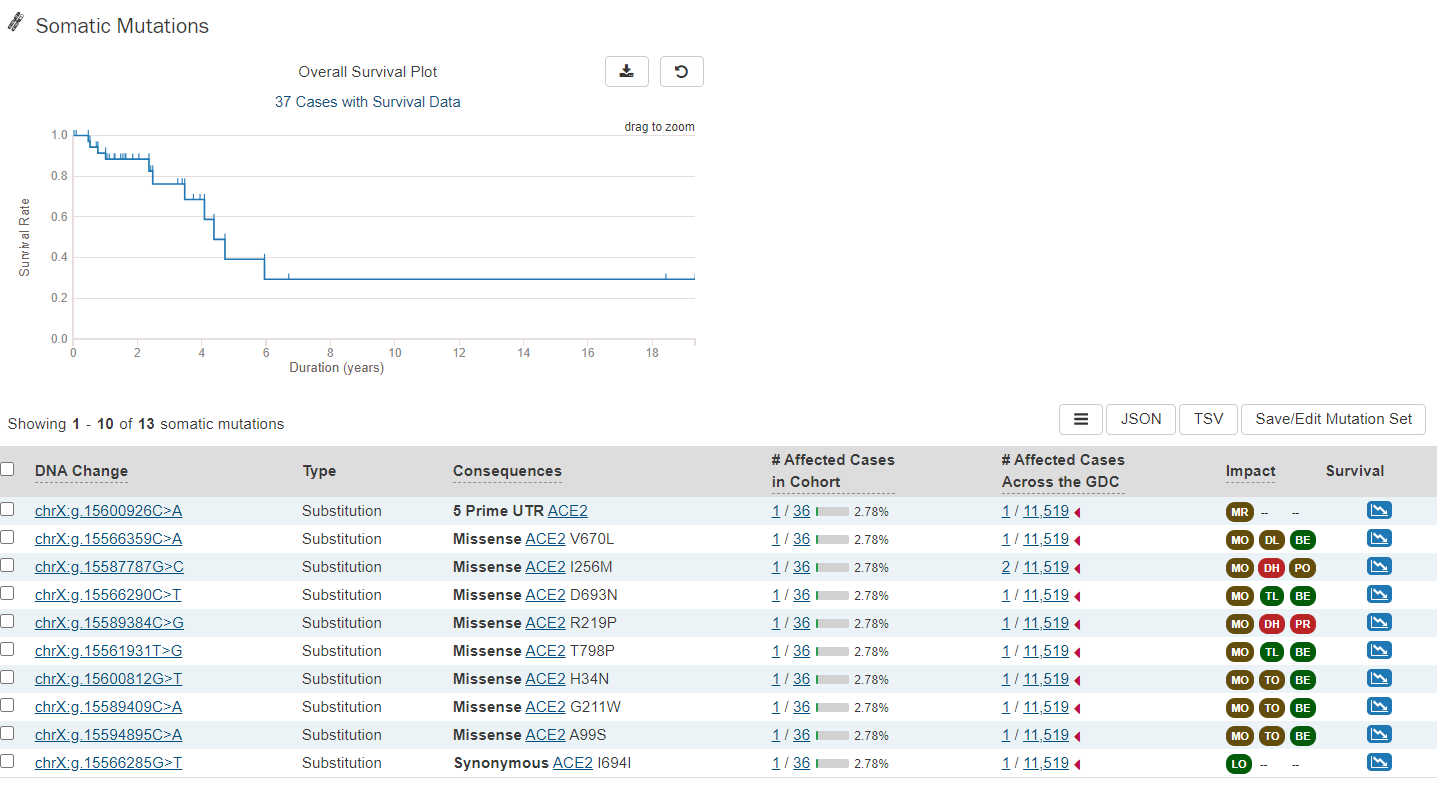 Somatic Mutations
Overall Survival Plot
37 Cases with Survival Data
drag to zoom
1.0
0.8
0.6
0.4
0.2
0.0
Survival Rate
0 2 4 6 8 10 12 14 16 18
Duration (years)
Showing 1 - 10 of 13 somatic mutations
JSON TSV Save/Edit Mutation Set
DNA Change Type Consequences # Affected Cases in Cohort # Affected Cases Across the GDC Impact Survival
chrX:g.15600926C>A Substitution 5 Prime UTR ACE2 1 / 36 2.78% 1 / 11,519 MR -- --
chrX:g.15566359C>A Substitution Missense ACE2 V670L 1 / 36 2.78% 1 / 11,519 MO DL BE
chrX:g.15587787G>C Substitution Missense ACE2 I256M 1 / 36 2.78% 2 / 11,519 MO DH PO
chrX:g.15566290C>T Substitution Missense ACE2 D693N 1 / 36 2.78% 1 / 11,519 MO TL BE
chrX:g.15589384C>G Substitution Missense ACE2 R219P 1 / 36 2.78% 1 / 11,519 MO DH PR
chrX:g.15561931T>G Substitution Missense ACE2 T798P 1 / 36 2.78% 1 / 11,519 MO TL BE
chrX:g.15600812G>T Substitution Missense ACE2 H34N 1 / 36 2.78% 1 / 11,519 MO TO BE
chrX:g.15589409C>A Substitution Missense ACE2 G211W 1 / 36 2.78% 1 / 11,519 MO TO BE
chrX:g.15594895C>A Substitution Missense ACE2 A99S 1 / 36 2.78% 1 / 11,519 MO TO BE
chrX:g.15566285G>T Substitution Synonymous ACE2 I694I 1 / 36 2.78% 1 / 11,519 LO -- --